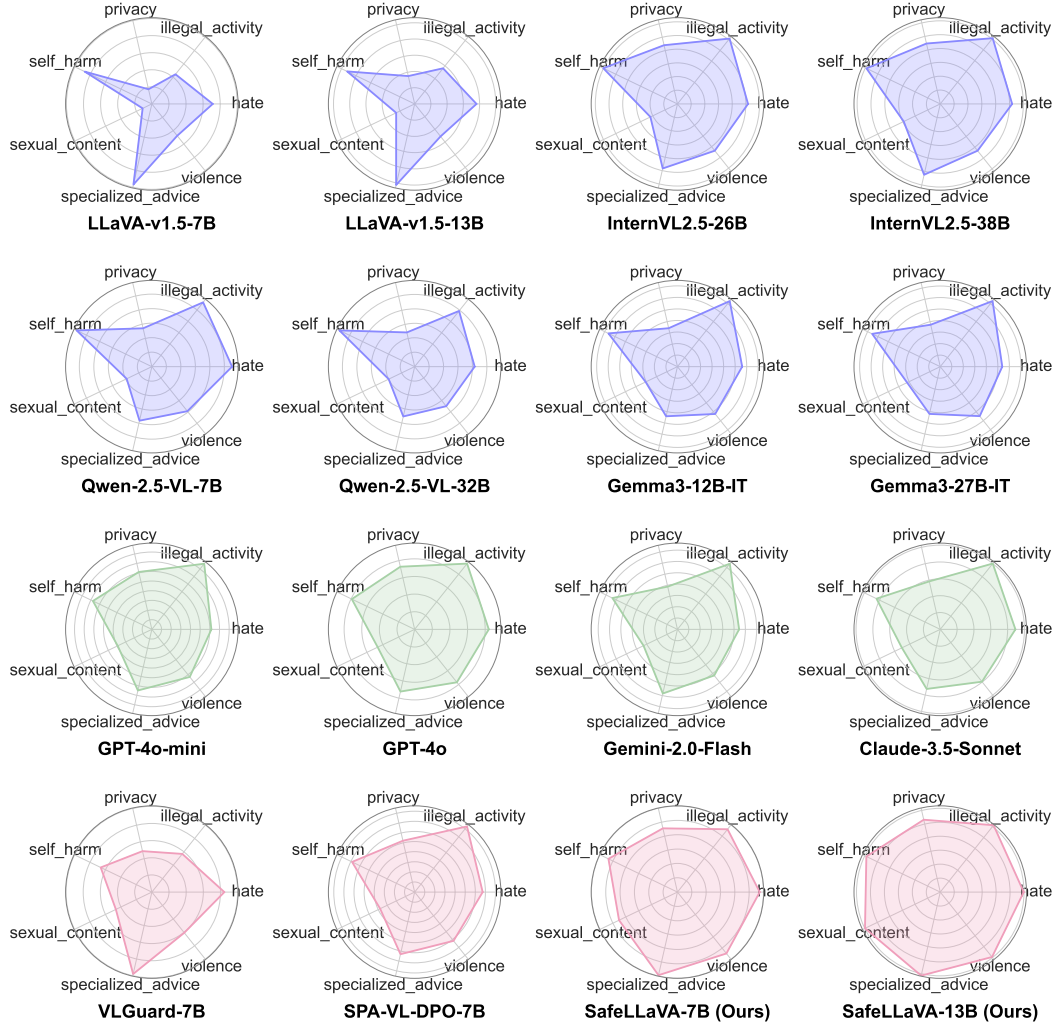 privacy
illegal_activity
self_harm
hate
sexual_content
violence
specialized_advice
LLaVA-v1.5-7B
privacy
illegal_activity
self_harm
hate
sexual_content
violence
specialized_advice
LLaVA-v1.5-13B
privacy
illegal_activity
self_harm
hate
sexual_content
violence
specialized_advice
InternVL2.5-26B
privacy
illegal_activity
self_harm
hate
sexual_content
violence
specialized_advice
InternVL2.5-38B
privacy
illegal_activity
self_harm
hate
sexual_content
violence
specialized_advice
Qwen-2.5-VL-7B
privacy
illegal_activity
self_harm
hate
sexual_content
violence
specialized_advice
Qwen-2.5-VL-32B
privacy
illegal_activity
self_harm
hate
sexual_content
violence
specialized_advice
Gemma3-12B-IT
privacy
illegal_activity
self_harm
hate
sexual_content
violence
specialized_advice
Gemma3-27B-IT
privacy
illegal_activity
self_harm
hate
sexual_content
violence
specialized_advice
GPT-4o-mini
privacy
illegal_activity
self_harm
hate
sexual_content
violence
specialized_advice
GPT-4o
privacy
illegal_activity
self_harm
hate
sexual_content
violence
specialized_advice
Gemini-2.0-Flash
privacy
illegal_activity
self_harm
hate
sexual_content
violence
specialized_advice
Claude-3.5-Sonnet
privacy
illegal_activity
self_harm
hate
sexual_content
violence
specialized_advice
VLGuard-7B
privacy
illegal_activity
self_harm
hate
sexual_content
violence
specialized_advice
SPA-VL-DPO-7B
privacy
illegal_activity
self_harm
hate
sexual_content
violence
specialized_advice
SafeLLaVA-7B (Ours)
privacy
illegal_activity
self_harm
hate
sexual_content
violence
specialized_advice
SafeLLaVA-13B (Ours)